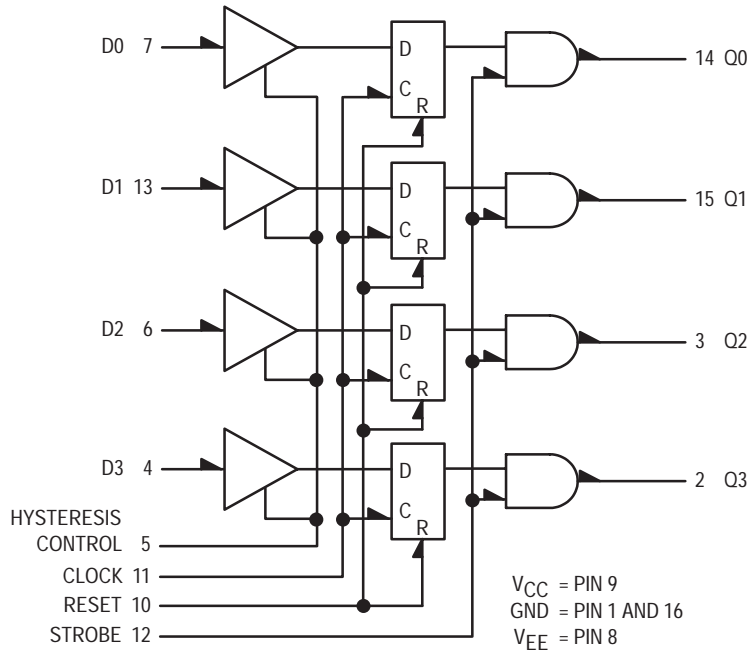 D0 7
D
C
R
14 Q0
D1 13
D
C
R
15 Q1
D2 6
D
C
R
3 Q2
D3 4
D
C
R
2 Q3
HYSTERESIS
CONTROL 5
CLOCK 11
RESET 10
STROBE 12
VCC = PIN 9
GND = PIN 1 AND 16
VEE = PIN 8